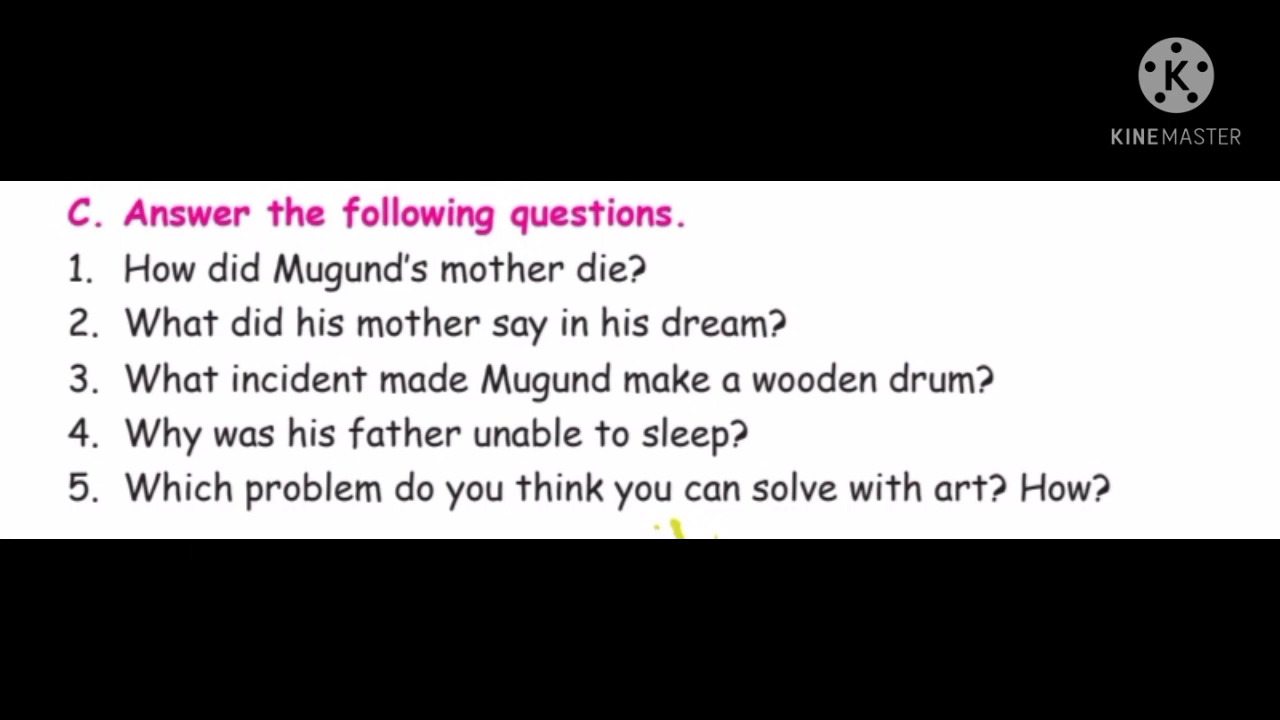 KINEMASTER
C. Answer the following questions.
1. How did Mugund's mother die?
2. What did his mother say in his dream?
3. What incident made Mugund make a wooden drum?
4. Why was his father unable to sleep?
5. Which problem do you think you can solve with art? How?